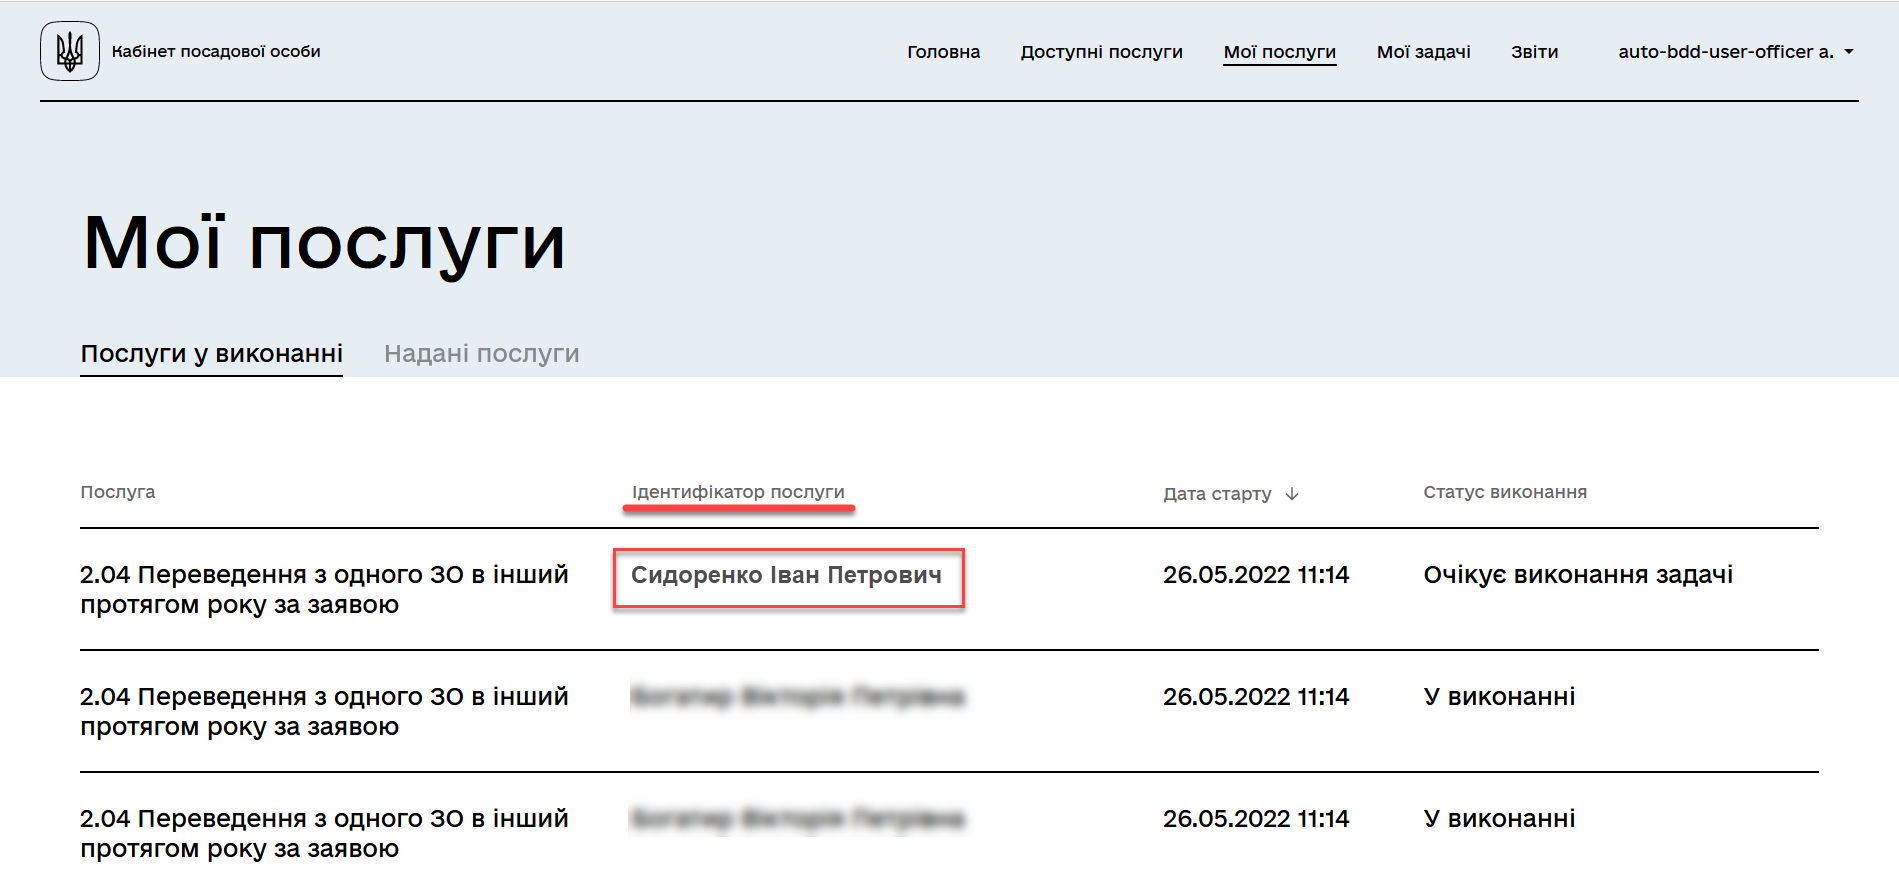 Кабінет посадової особи
Головна Доступні послуги Мої послуги Мої задачі Звіти auto-bdd-user-officer a.
Мої послуги
Послуги у виконанні Надані послуги
Послуга Ідентифікатор послуги Дата старту Статус виконання
2.04 Переведення з одного ЗО в інший Сидоренко Іван Петрович 26.05.2022 11:14 Очікує виконання задачі
протягом року за заявою
2.04 Переведення з одного ЗО в інший 26.05.2022 11:14 У виконанні
протягом року за заявою
2.04 Переведення з одного ЗО в інший 26.05.2022 11:14 У виконанні
протягом року за заявою